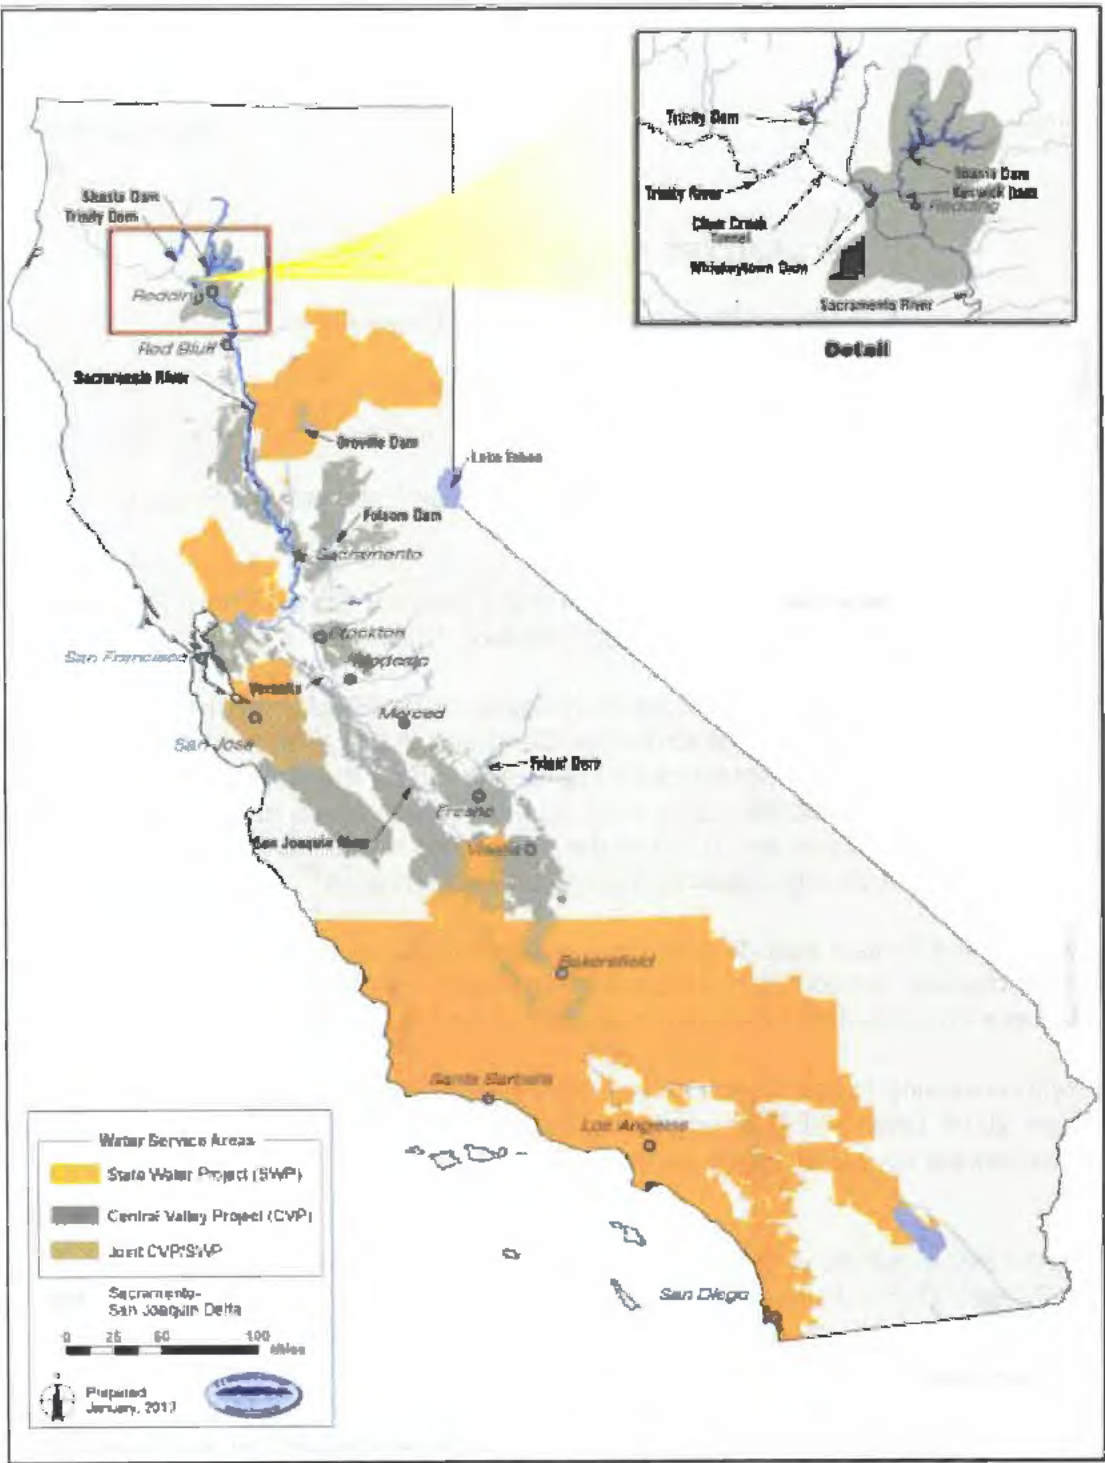 Trinity Dam
Shasta Dam
Keswick Dam
Redding
Trinity River
Clear Creek
Tunnel
Whiskeytown Dam
Sacramento River
Detail
Shasta Dam
Trinity Dam
Redding
Red Bluff
Sacramento River
Oroville Dam
Lake Tahoe
Folsom Dam
Sacramento
Stockton
San Francisco
Modesto
Vernalis
Merced
San Jose
Friant Dam
Fresno
San Joaquin River
Visalia
Bakersfield
Santa Barbara
Los Angeles
San Diego
Water Service Areas
State Water Project (SWP)
Central Valley Project (CVP)
Joint CVP/SWP
Sacramento-
San Joaquin Delta
0 25 50 100
Miles
Prepared
January,